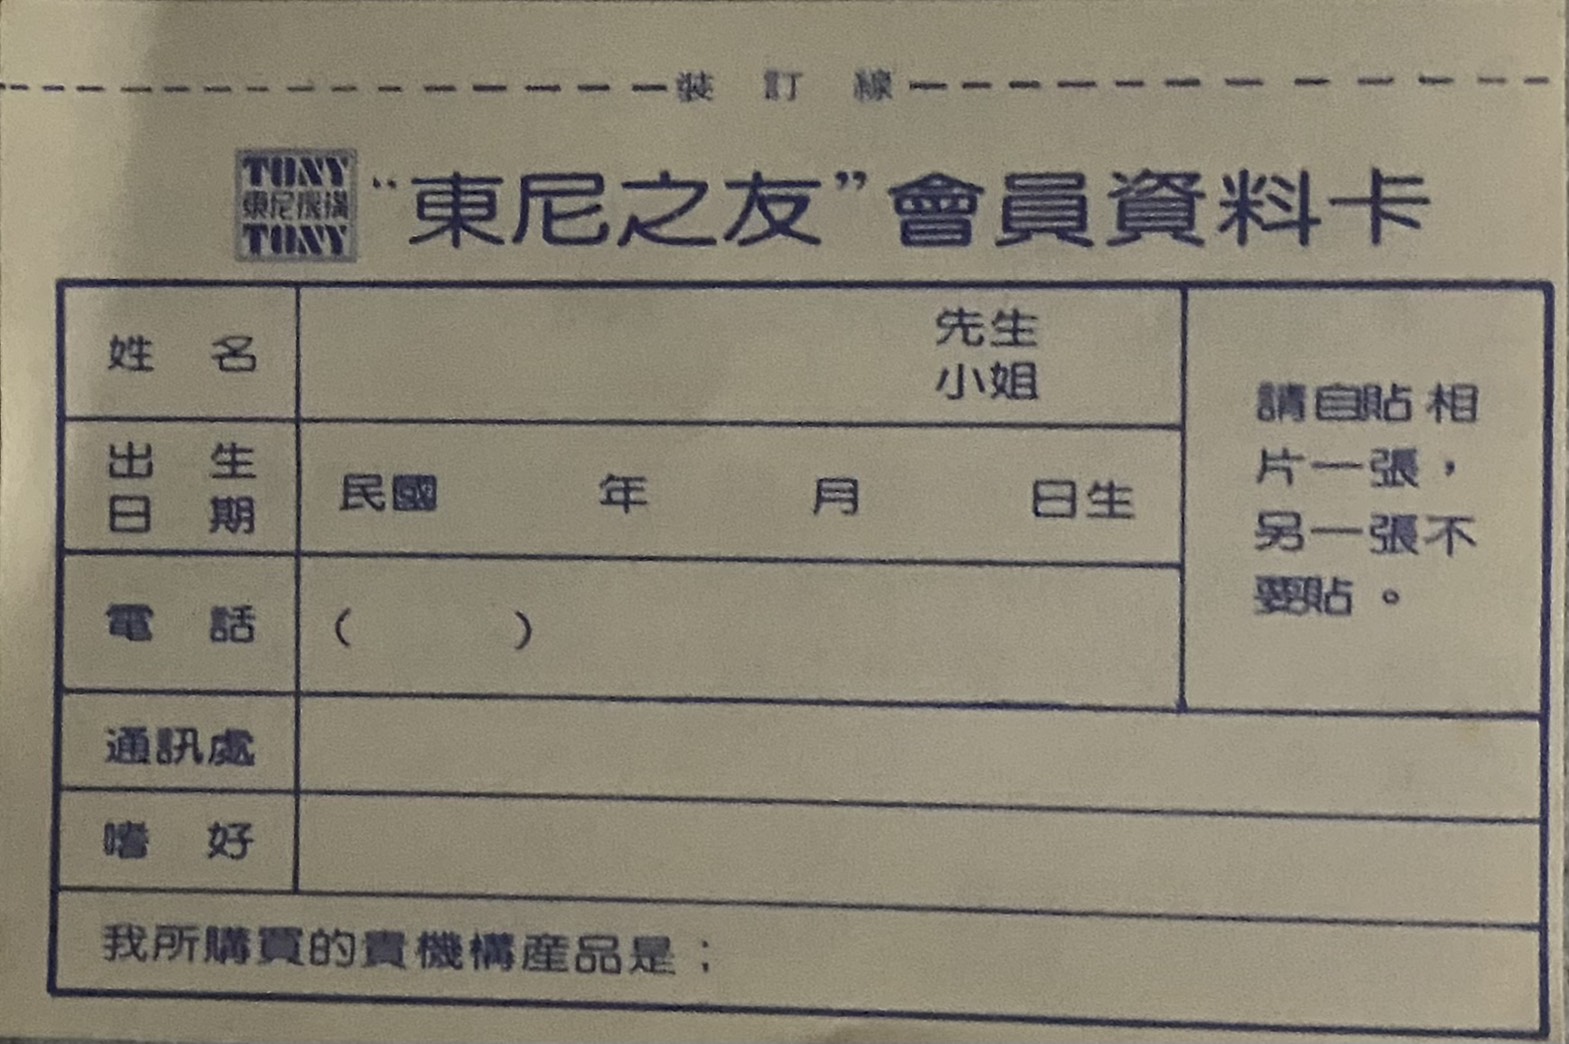 裝 訂 線
TONY
東尼機構
TONY
“東尼之友”會員資料卡
姓 名
先生
小姐
出 生
日 期
民國 年 月 日生
電 話
( )
請自貼相
片一張，
另一張不
要貼。
通訊處
嗜 好
我所購買的貴機構產品是；